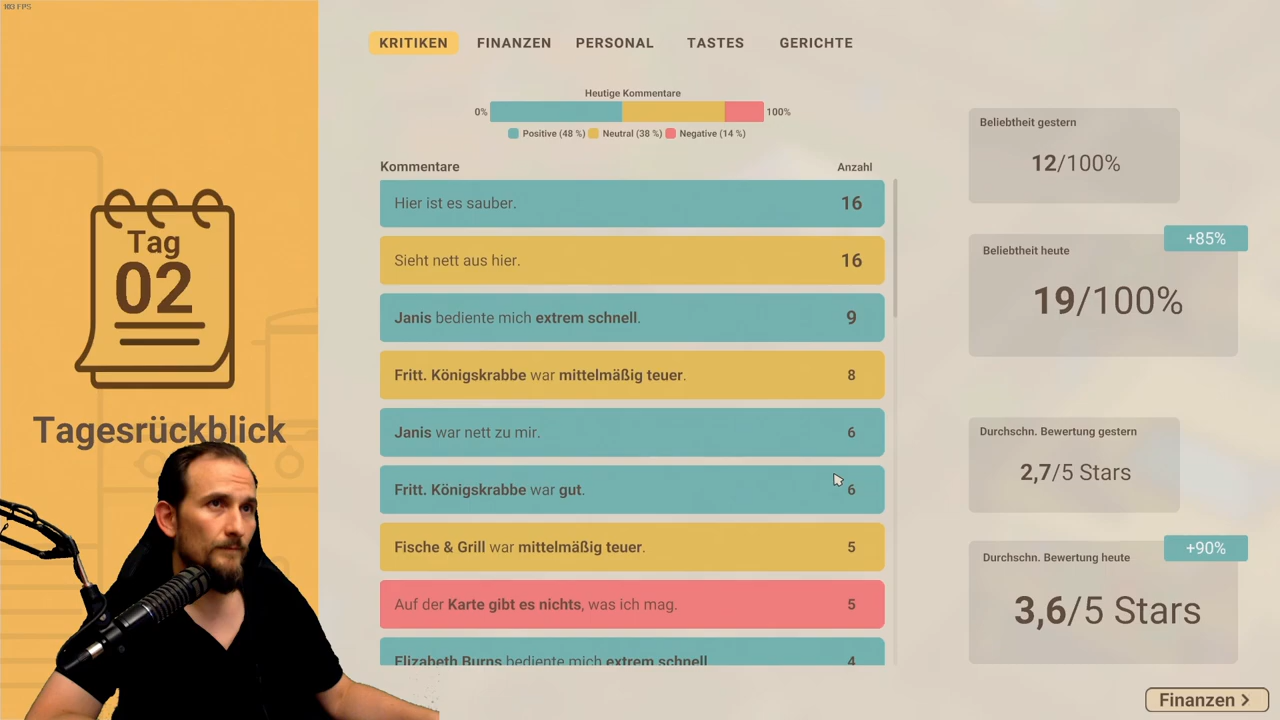 103 FPS
KRITIKEN FINANZEN PERSONAL TASTES GERICHTE
Heutige Kommentare
0% 100%
Positive (48 %) Neutral (38 %) Negative (14 %)
Kommentare Anzahl
Hier ist es sauber. 16
Sieht nett aus hier. 16
Janis bediente mich extrem schnell. 9
Fritt. Königskrabbe war mittelmäßig teuer. 8
Janis war nett zu mir. 6
Fritt. Königskrabbe war gut. 6
Fische & Grill war mittelmäßig teuer. 5
Auf der Karte gibt es nichts, was ich mag. 5
Elizabeth Burns bediente mich extrem schnell 4
Tag
02
Tagesrückblick
Beliebtheit gestern
12/100%
+85%
Beliebtheit heute
19/100%
Durchschn. Bewertung gestern
2,7/5 Stars
+90%
Durchschn. Bewertung heute
3,6/5 Stars
Finanzen >